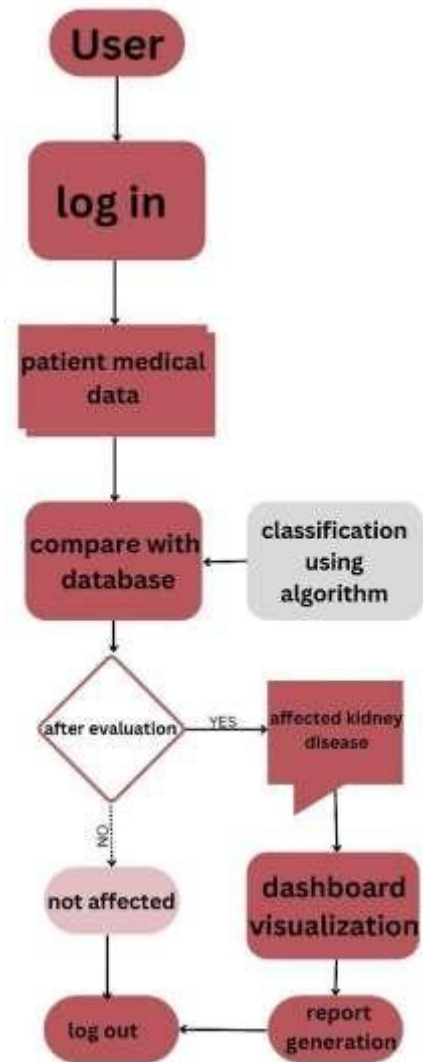 User
log in
patient medical
data
compare with
database
classification
using
algorithm
after evaluation
YES
affected kidney
disease
NO
not affected
dashboard
visualization
report
generation
log out